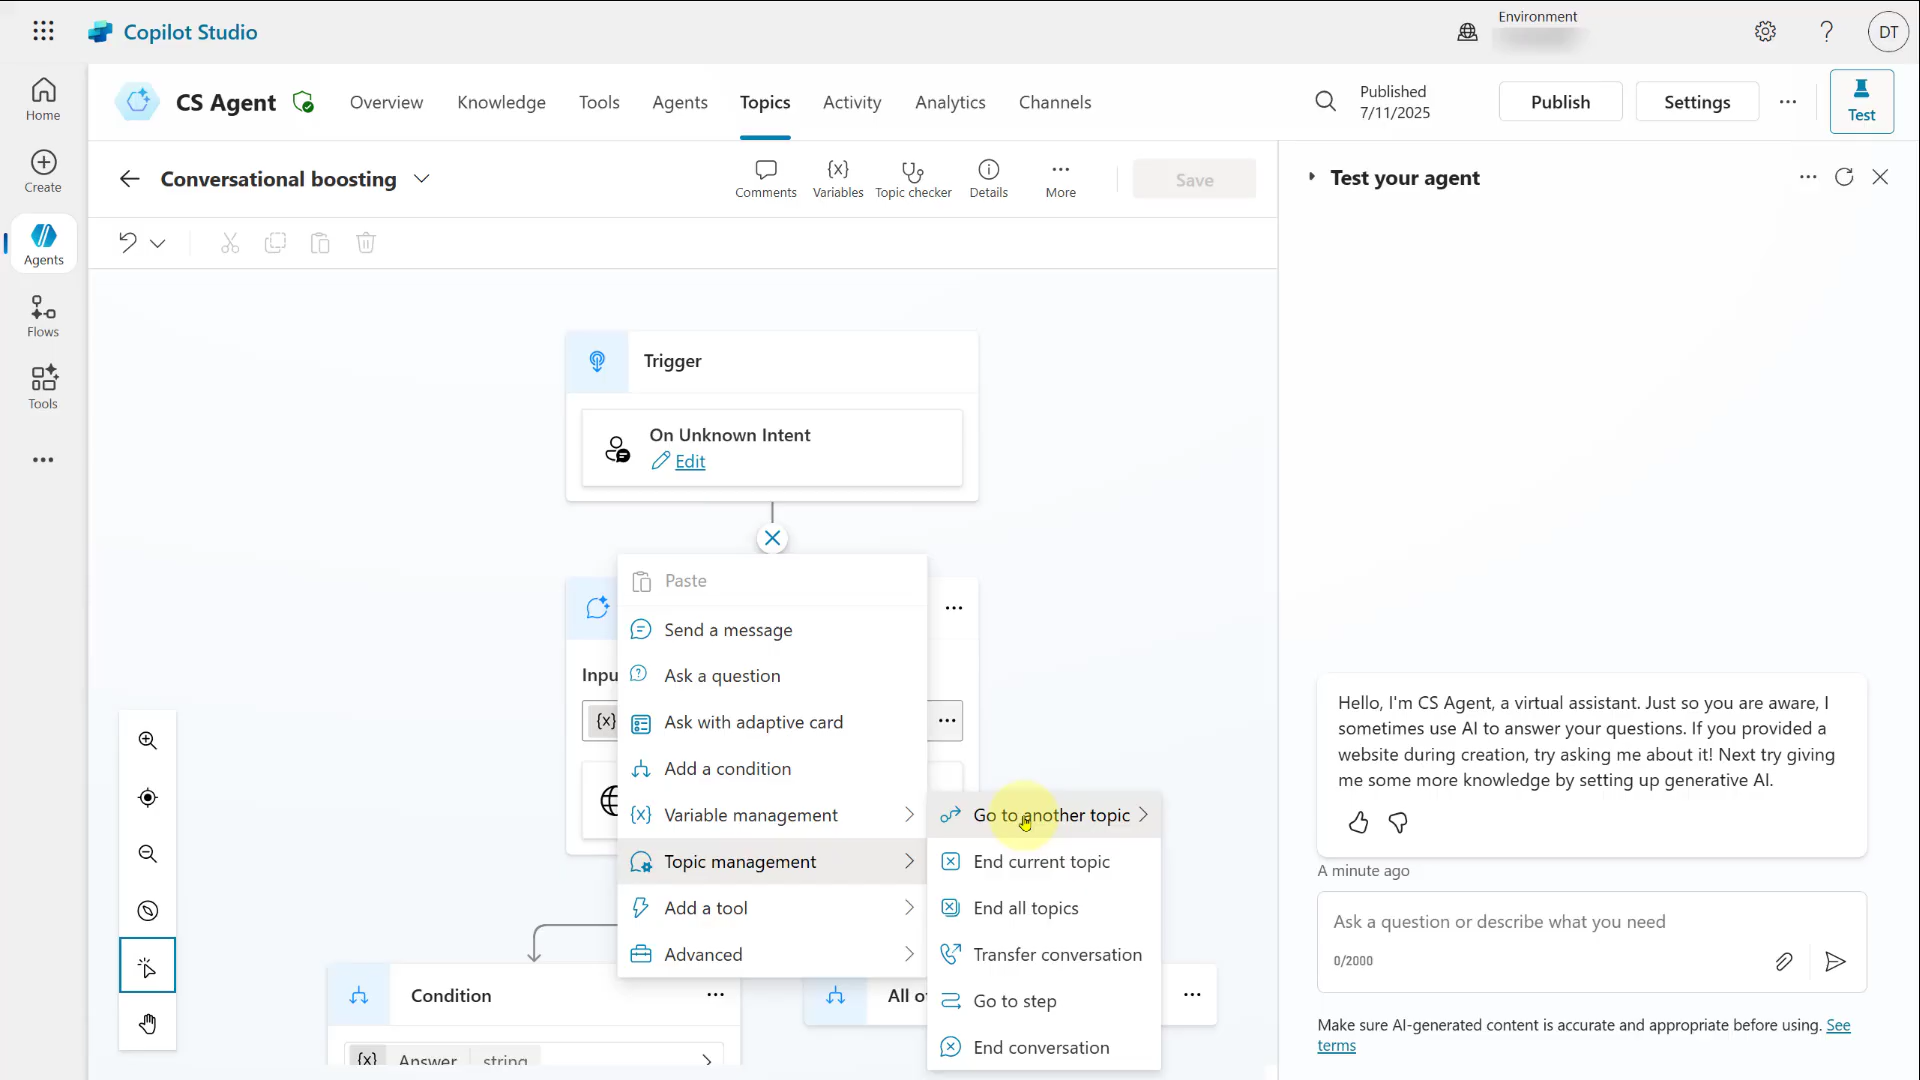 Copilot Studio
Environment
DT
Home
Create
Agents
Flows
Tools
CS Agent
Overview
Knowledge
Tools
Agents
Topics
Activity
Analytics
Channels
Published
7/11/2025
Publish
Settings
Test
Conversational boosting
Comments
Variables
Topic checker
Details
More
Save
Trigger
On Unknown Intent
Edit
Paste
Send a message
Ask a question
Ask with adaptive card
Add a condition
Variable management
Topic management
Add a tool
Advanced
Inpu
{x}
Go to another topic
End current topic
End all topics
Transfer conversation
Go to step
End conversation
Condition
{x} Answer string
All o
Test your agent
Hello, I'm CS Agent, a virtual assistant. Just so you are aware, I
sometimes use AI to answer your questions. If you provided a
website during creation, try asking me about it! Next try giving
me some more knowledge by setting up generative AI.
A minute ago
Ask a question or describe what you need
0/2000
Make sure AI-generated content is accurate and appropriate before using. See
terms